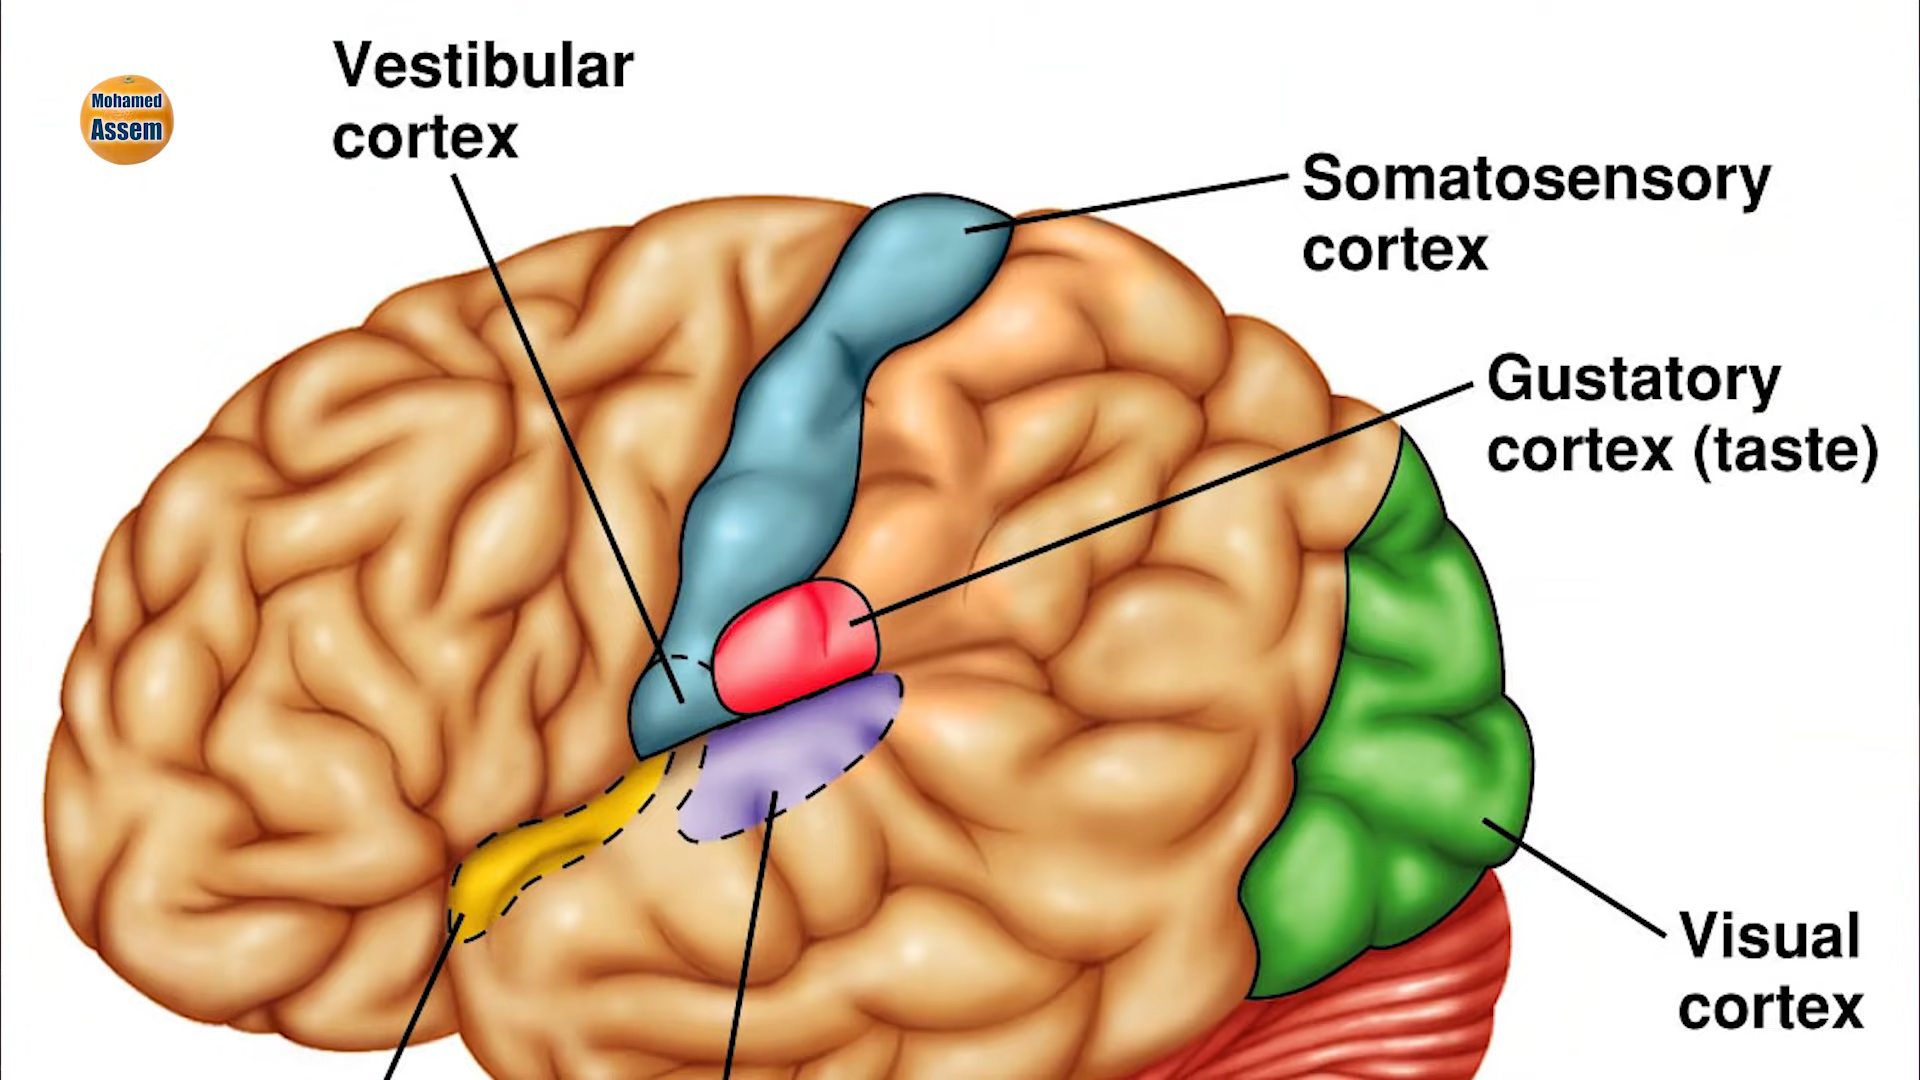 Vestibular
cortex
Mohamed
Assem
Somatosensory
cortex
Gustatory
cortex (taste)
Visual
cortex